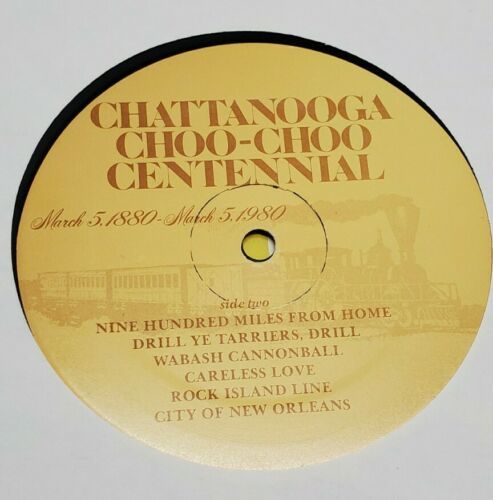 CHATTANOOGA
CHOO-CHOO
CENTENNIAL
March 5, 1880-March 5, 1980
side two
NINE HUNDRED MILES FROM HOME
DRILL YE TARRIERS, DRILL
WABASH CANNONBALL
CARELESS LOVE
ROCK ISLAND LINE
CITY OF NEW ORLEANS